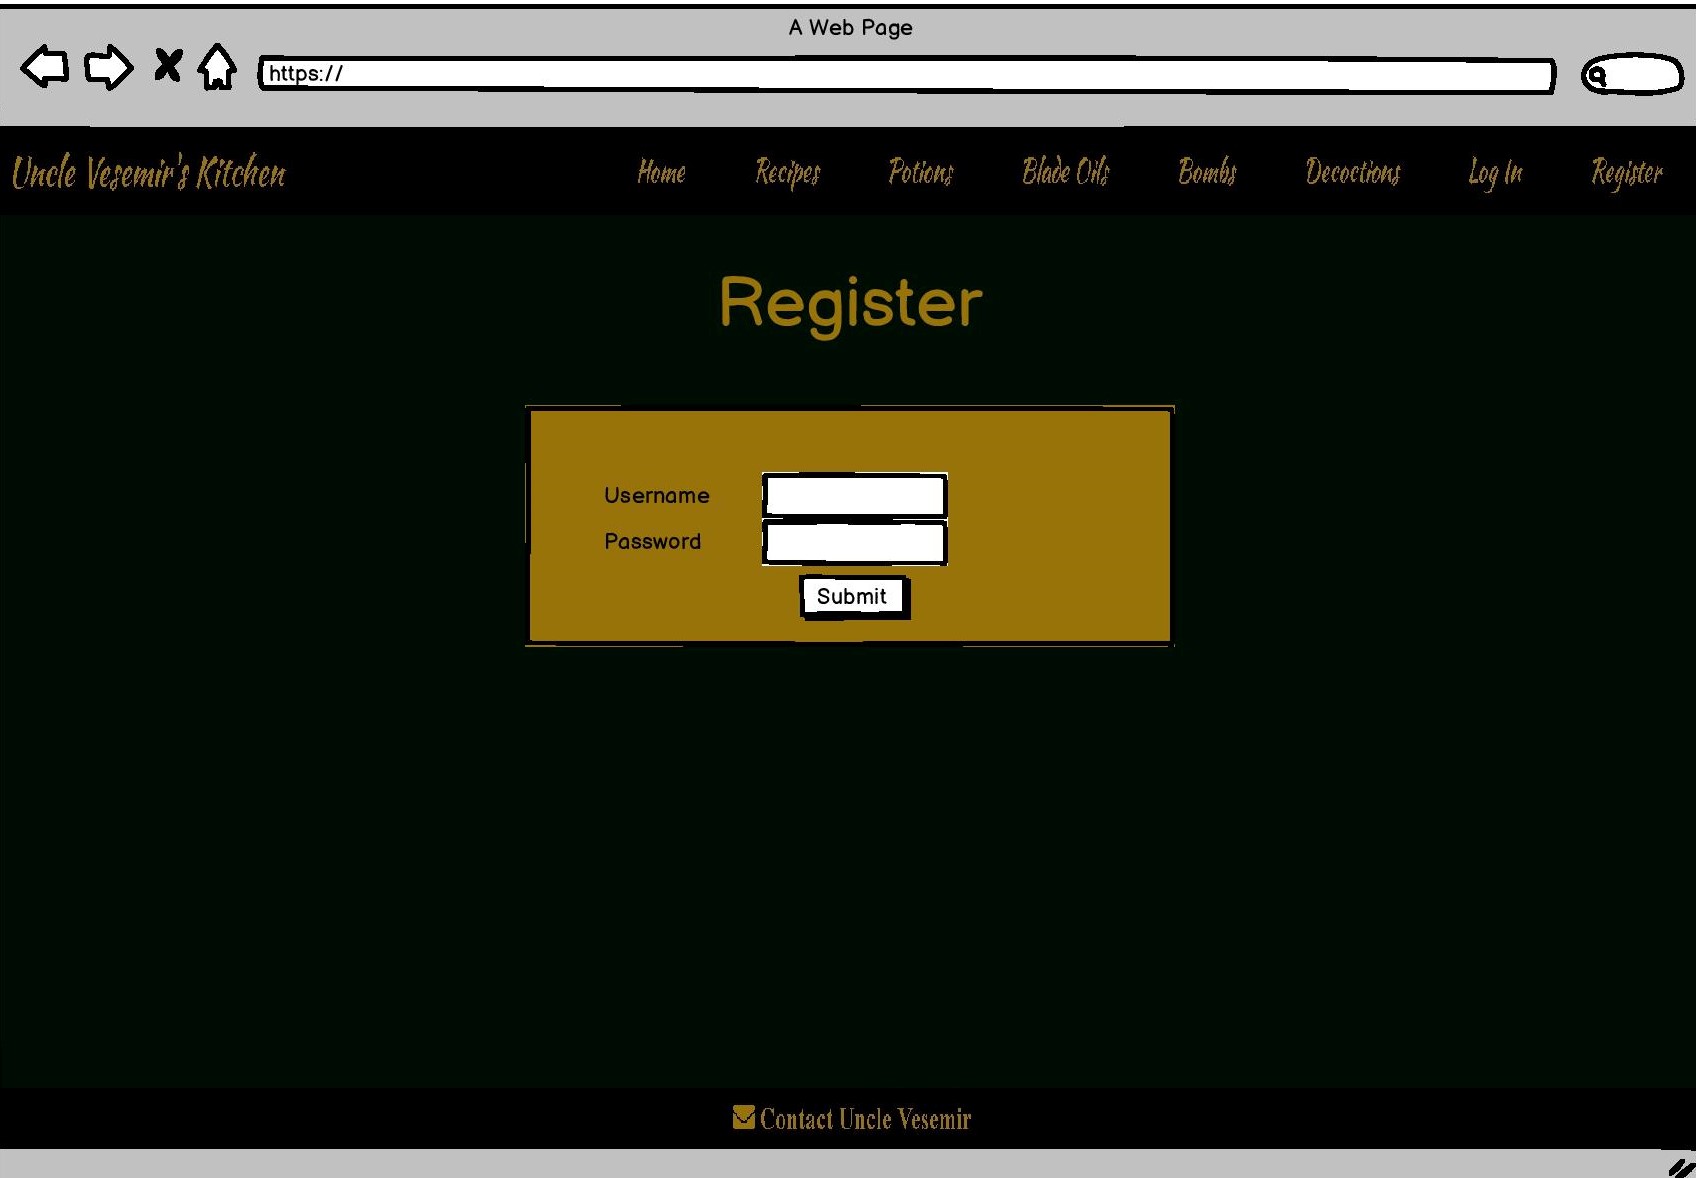 A Web Page
https://
Uncle Vesemir's Kitchen Home Recipes Potions Blade Oils Bombs Decoctions Log In Register
Register
Username
Password
Submit
Contact Uncle Vesemir